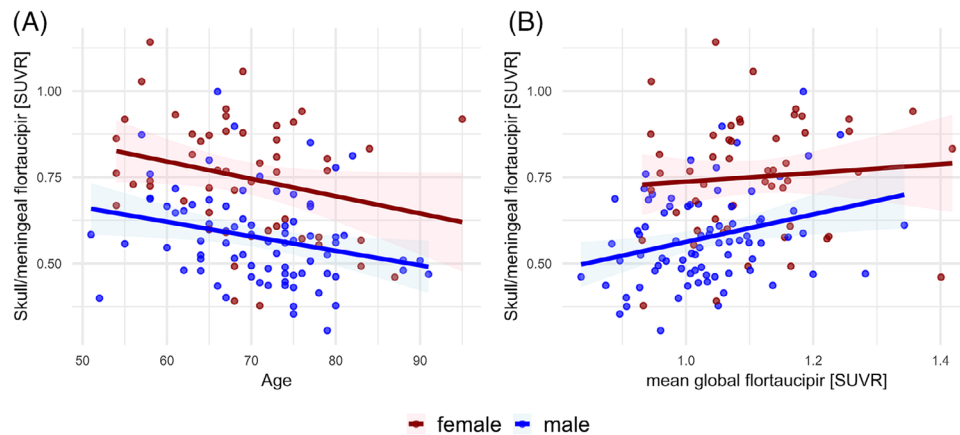 (A)
Skull/meningeal flortaucipir [SUVR]
1.00
0.75
0.50
50 60 70 80 90
Age
(B)
Skull/meningeal flortaucipir [SUVR]
1.00
0.75
0.50
1.0 1.2 1.4
mean global flortaucipir [SUVR]
female male